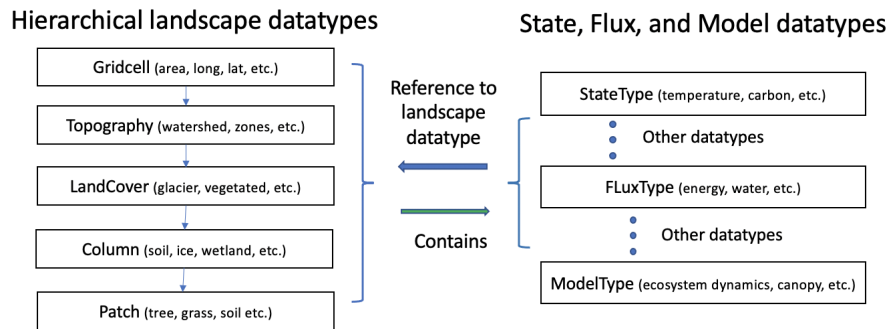 Hierarchical landscape datatypes
Gridcell (area, long, lat, etc.)
Topography (watershed, zones, etc.)
LandCover (glacier, vegetated, etc.)
Column (soil, ice, wetland, etc.)
Patch (tree, grass, soil etc.)
Reference to
landscape
datatype
Contains
State, Flux, and Model datatypes
StateType (temperature, carbon, etc.)
Other datatypes
FLuxType (energy, water, etc.)
Other datatypes
ModelType (ecosystem dynamics, canopy, etc.)